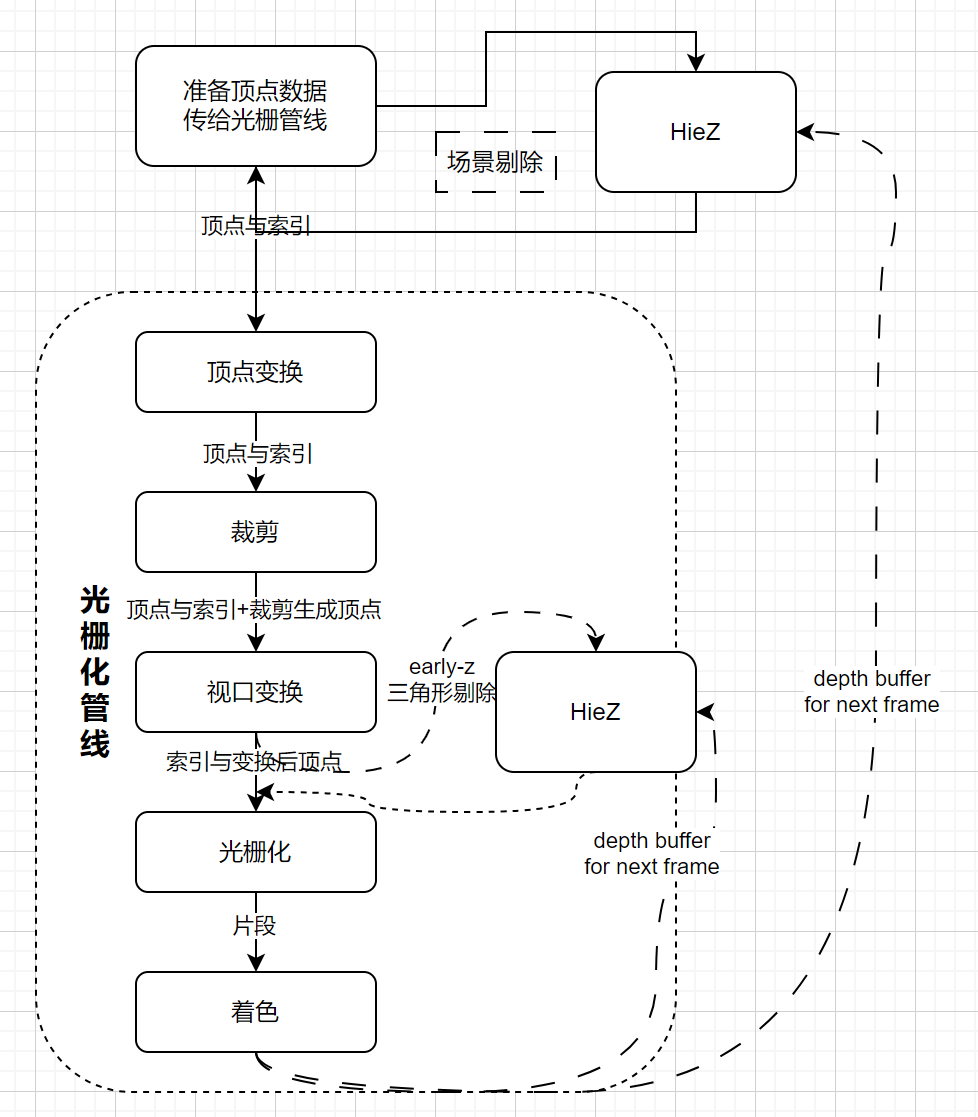 准备顶点数据
传给光栅管线
HieZ
场景剔除
顶点与索引
顶点变换
顶点与索引
裁剪
顶点与索引+裁剪生成顶点
光
栅
化
管
线
视口变换
early-z
三角形剔除
HieZ
depth buffer
for next frame
索引与变换后顶点
光栅化
depth buffer
for next frame
片段
着色